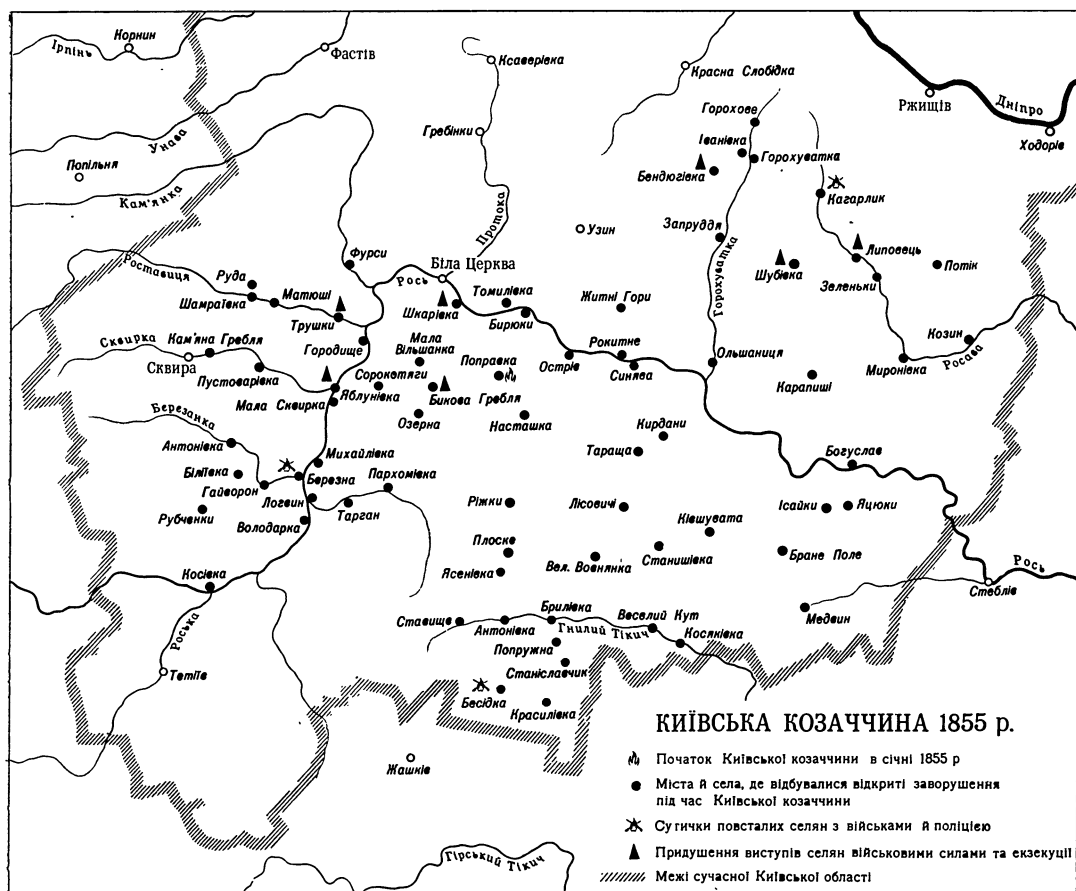 Корнин
Ірпінь
Фастів
Ксаверівка
Красна Слобідка
Ржищів
Дніпро
Ходорів
Горохове
Гребінки
Унава
Іванівка
Горохуватка
Попільня
Бендюгівка
Кам'янка
Кагарлик
Протока
Узин
Запруддя
Горохуватка
Липовець
Шубівка
Потік
Зеленьки
Фурси
Біла Церква
Рось
Роставиця
Руда
Шамраївка
Матюші
Трушки
Шкарівка
Томилівка
Бирюки
Житні Гори
Козин
Росава
Миронівка
Сквирка
Кам'яна Гребля
Сквира
Городище
Мала
Вільшанка
Поправка
Гребля
Острів
Рокитне
Синява
Ольшаниця
Карапиші
Пустоварівка
Сорокотяги
Бикова
Яблунівка
Мала Сквирка
Озерна
Насташка
Березанка
Антонівка
Кирдани
Тараща
Богуслав
Михайлівка
Біліївка
Березна
Пархомівка
Гайворон
Логвин
Рубченки
Володарка
Тарган
Ріжки
Лісовичі
Ківшувата
Ісайки
Яцюки
Плоске
Ясенівка
Вел. Вовнянка
Станишівка
Бране Поле
Косівка
Рось
Стеблів
Медвин
Роська
Ставище
Антонівка
Брилівка
Гнилий Тікич
Веселий Кут
Косяківка
Попружна
Станіславчик
Тетіїв
Бесідка
Красилівка
Жашків
Гірський Тікич
КИЇВСЬКА КОЗАЧЧИНА 1855 р.
Початок Київської козаччини в січні 1855 р
Міста й села, де відбувалися відкриті заворушення
під час Київської козаччини
Сутички повсталих селян з військами й поліцією
Придушення виступів селян військовими силами та екзекуції
Межі сучасної Київської області